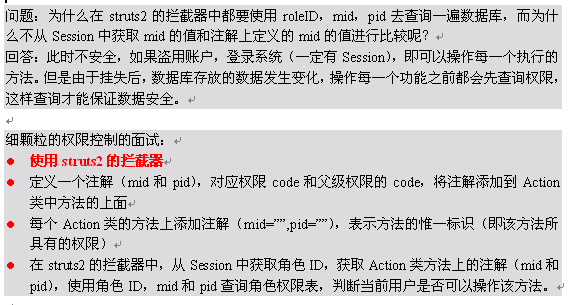 问题：为什么在 struts2 的拦截器中都要使用 roleID，mid，pid 去查询一遍数据库，而为什
么不从 Session 中获取 mid 的值和注解上定义的 mid 的值进行比较呢？
回答：此时不安全，如果盗用账户，登录系统（一定有 Session），即可以操作每一个执行的
方法。但是由于挂失后，数据库存放的数据发生变化，操作每一个功能之前都会先查询权限，
这样查询才能保证数据安全。
细颗粒的权限控制的面试：
● 使用 struts2 的拦截器
● 定义一个注解（mid 和 pid），对应权限 code 和父级权限的 code，将注解添加到 Action
类中方法的上面
● 每个 Action 类的方法上添加注解（mid=””,pid=””），表示方法的惟一标识（即该方法所
具有的权限）
● 在 struts2 的拦截器中，从 Session 中获取角色 ID，获取 Action 类方法上的注解（mid 和
pid），使用角色 ID，mid 和 pid 查询角色权限表，判断当前用户是否可以操作该方法。